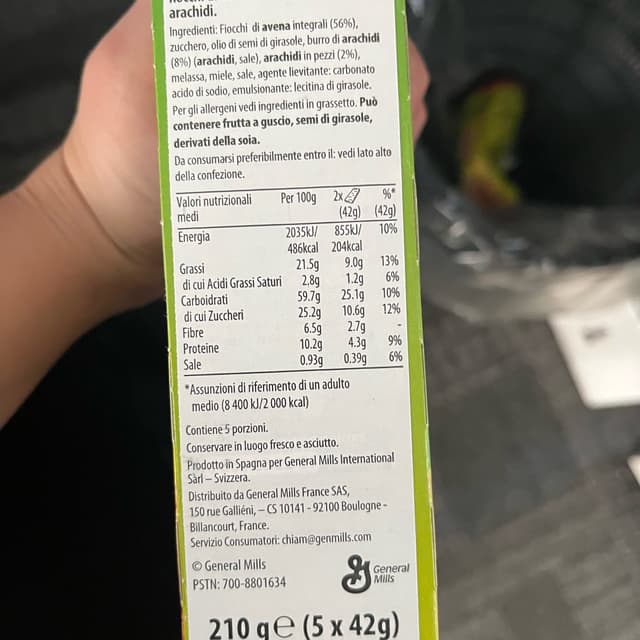 arachidi.
Ingredienti: Fiocchi di avena integrali (56%),
zucchero, olio di semi di girasole, burro di arachidi
(8%) (arachidi, sale), arachidi in pezzi (2%),
melassa, miele, sale, agente lievitante: carbonato
acido di sodio, emulsionante: lecitina di girasole.
Per gli allergeni vedi ingredienti in grassetto. Può
contenere frutta a guscio, semi di girasole,
derivati della soia.
Da consumarsi preferibilmente entro il: vedi lato alto
della confezione.
Valori nutrizionali Per 100g 2x %*
medi (42g) (42g)
Energia 2035kJ/ 855kJ/ 10%
486kcal 204kcal
Grassi 21.5g 9.0g 13%
di cui Acidi Grassi Saturi 2.8g 1.2g 6%
Carboidrati 59.7g 25.1g 10%
di cui Zuccheri 25.2g 10.6g 12%
Fibre 6.5g 2.7g -
Proteine 10.2g 4.3g 9%
Sale 0.93g 0.39g 6%
*Assunzioni di riferimento di un adulto
medio (8 400 kJ/2 000 kcal)
Contiene 5 porzioni.
Conservare in luogo fresco e asciutto.
Prodotto in Spagna per General Mills International
Sàrl – Svizzera.
Distribuito da General Mills France SAS,
150 rue Galliéni, – CS 10141 - 92100 Boulogne -
Billancourt, France.
Servizio Consumatori: chiam@genmills.com
© General Mills
PSTN: 700-8801634
General
Mills
210 g e (5 x 42g)